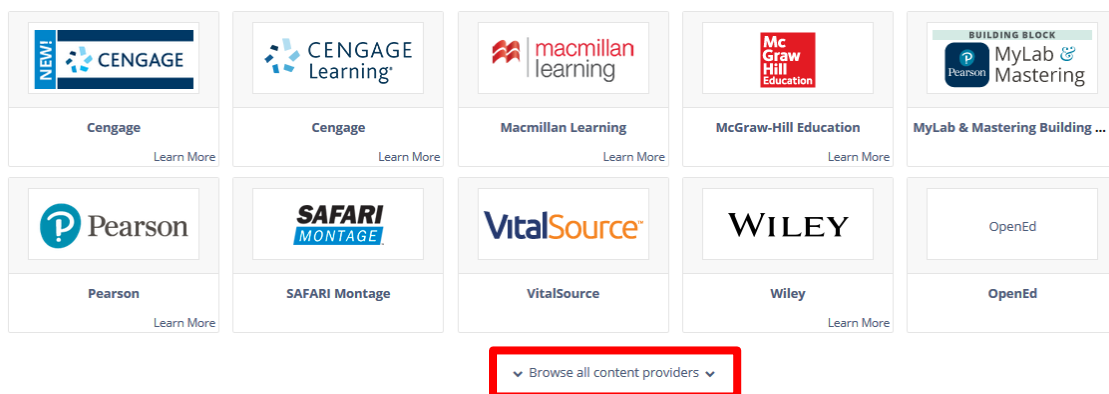 NEW!
CENGAGE
CENGAGE
Learning®
macmillan
learning
Mc
Graw
Hill
Education
BUILDING BLOCK
Pearson
MyLab &
Mastering
Cengage
Learn More
Cengage
Learn More
Macmillan Learning
Learn More
McGraw-Hill Education
Learn More
MyLab & Mastering Building ...
Pearson
SAFARI
MONTAGE
VitalSource™
WILEY
OpenEd
Pearson
Learn More
SAFARI Montage
VitalSource
Wiley
Learn More
OpenEd
Browse all content providers